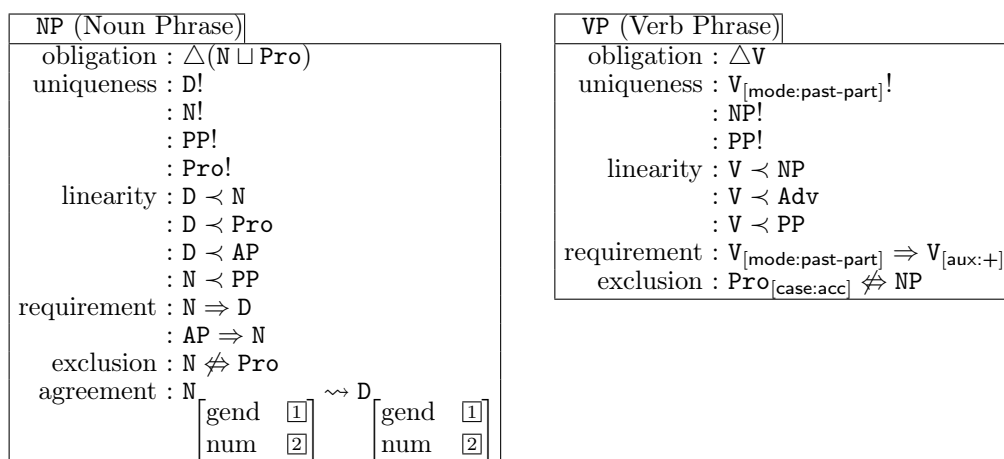 NP (Noun Phrase)
obligation : △(N ⊔ Pro)
uniqueness : D!
: N!
: PP!
: Pro!
linearity : D ≺ N
: D ≺ Pro
: D ≺ AP
: N ≺ PP
requirement : N ⇒ D
: AP ⇒ N
exclusion : N ⇎ Pro
agreement : N[gend 1 num 2] ⇝ D[gend 1 num 2]
VP (Verb Phrase)
obligation : △V
uniqueness : V[mode:past-part]!
: NP!
: PP!
linearity : V ≺ NP
: V ≺ Adv
: V ≺ PP
requirement : V[mode:past-part] ⇒ V[aux:+]
exclusion : Pro[case:acc] ⇎ NP